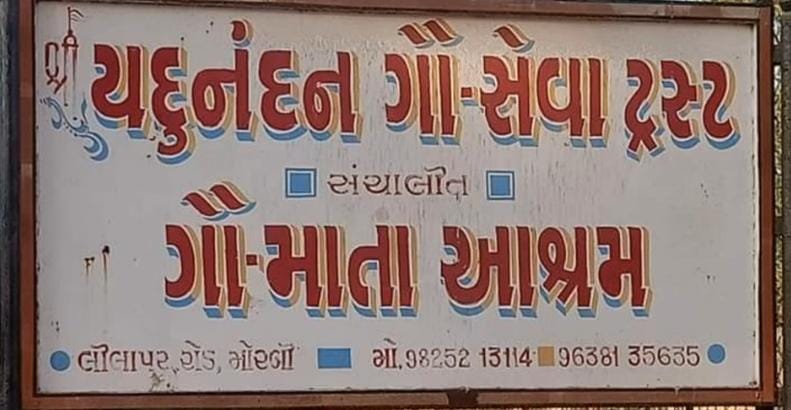 શ્રી યદુનંદન ગૌ-સેવા ટ્રસ્ટ
સંચાલીત
ગૌ-માતા આશ્રમ
લીલાપર રોડ, મોરબી મો. 98252 13114 96381 35635